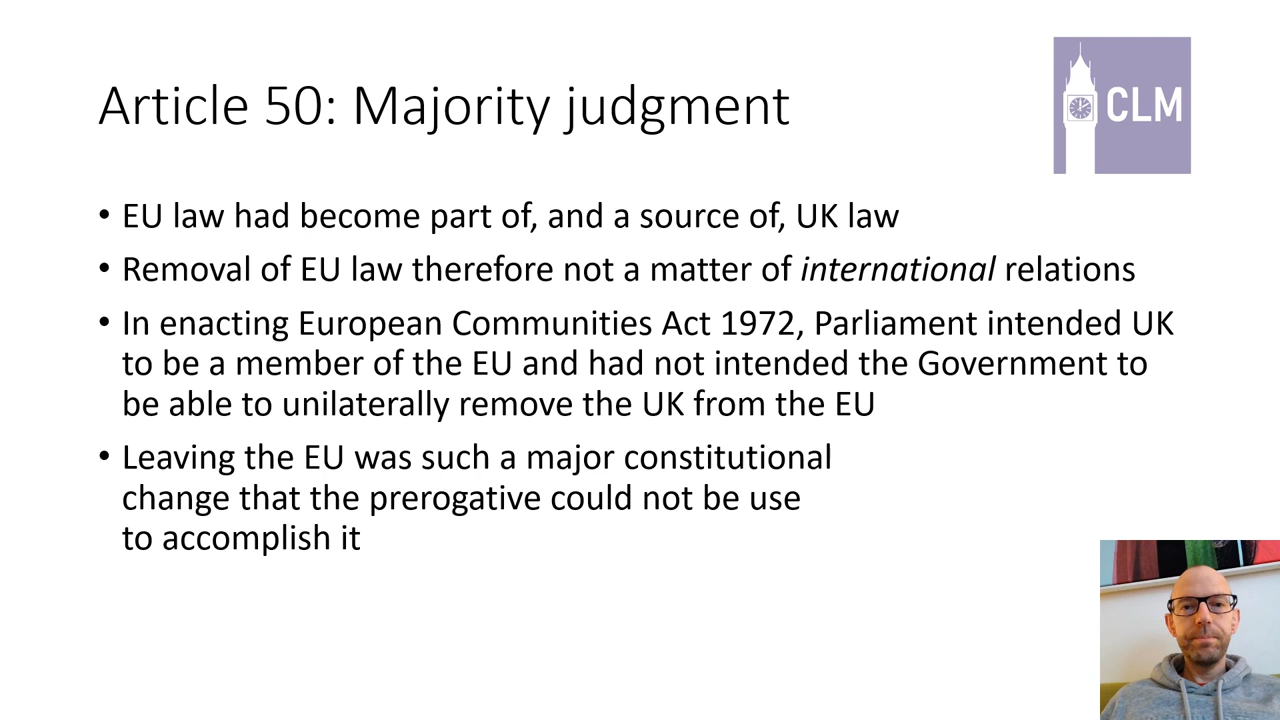 Article 50: Majority judgment
CLM
• EU law had become part of, and a source of, UK law
• Removal of EU law therefore not a matter of international relations
• In enacting European Communities Act 1972, Parliament intended UK
to be a member of the EU and had not intended the Government to
be able to unilaterally remove the UK from the EU
• Leaving the EU was such a major constitutional
change that the prerogative could not be use
to accomplish it